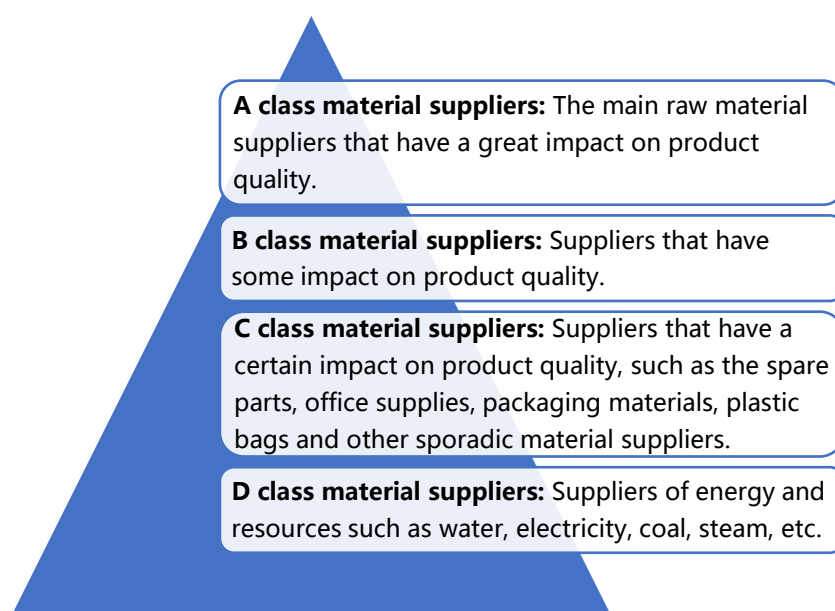 A class material suppliers: The main raw material
suppliers that have a great impact on product
quality.
B class material suppliers: Suppliers that have
some impact on product quality.
C class material suppliers: Suppliers that have a
certain impact on product quality, such as the spare
parts, office supplies, packaging materials, plastic
bags and other sporadic material suppliers.
D class material suppliers: Suppliers of energy and
resources such as water, electricity, coal, steam, etc.